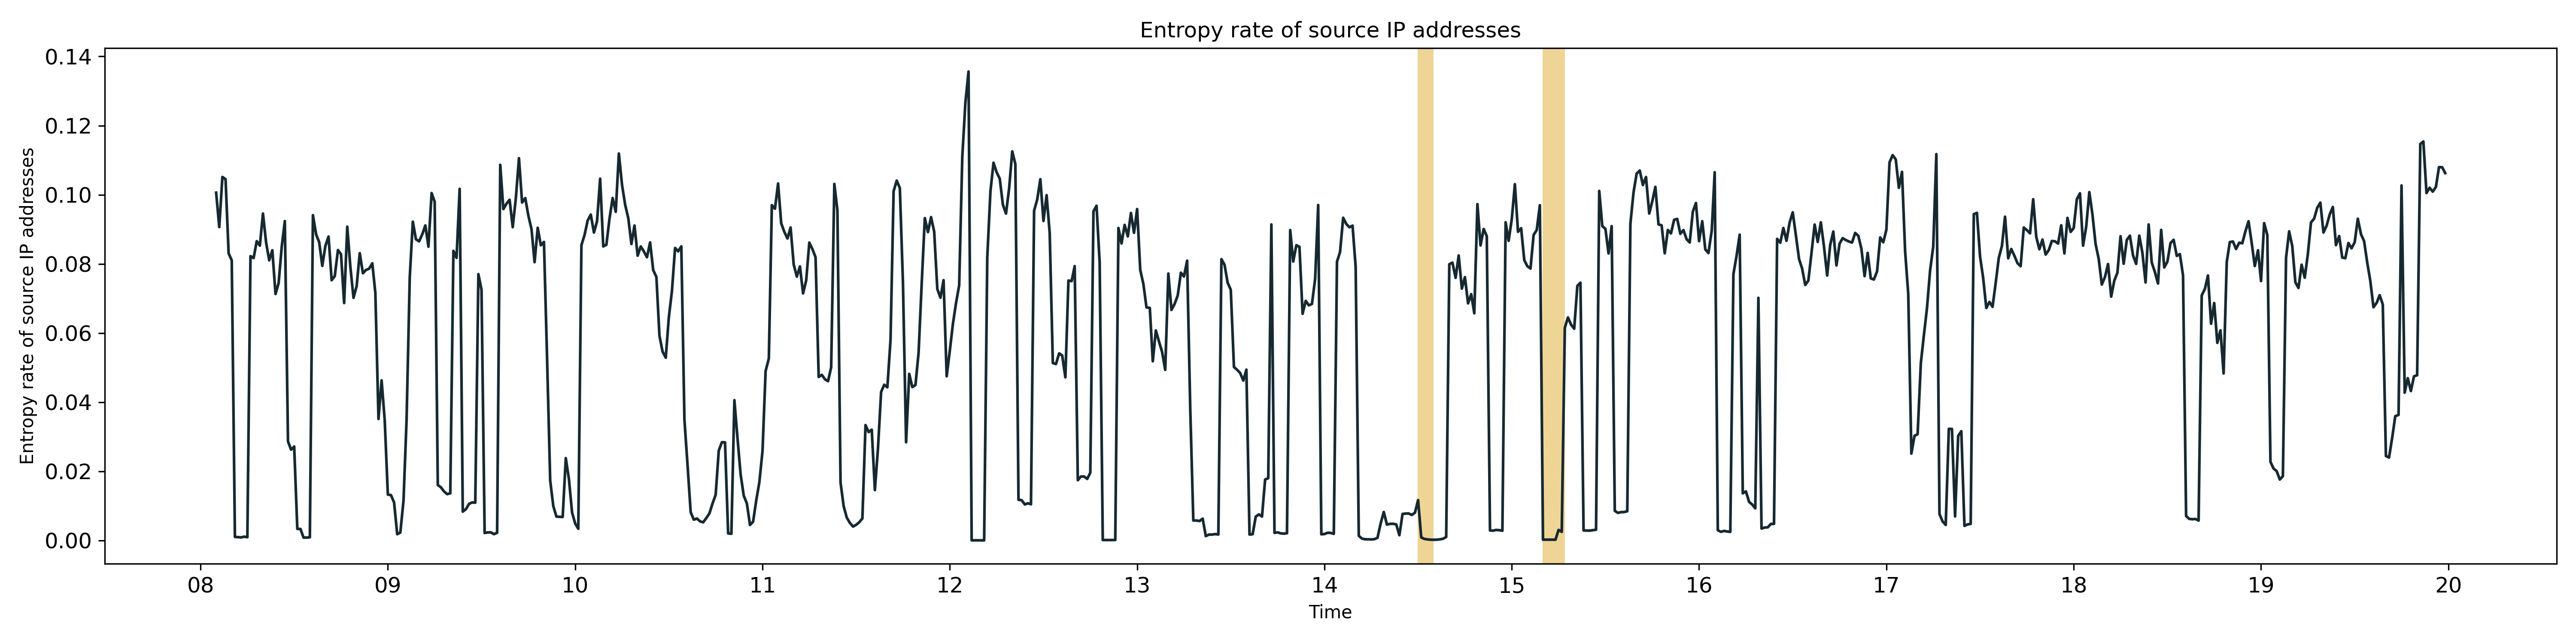 Entropy rate of source IP addresses
Entropy rate of source IP addresses
0.14
0.12
0.10
0.08
0.06
0.04
0.02
0.00
08 09 10 11 12 13 14 15 16 17 18 19 20
Time